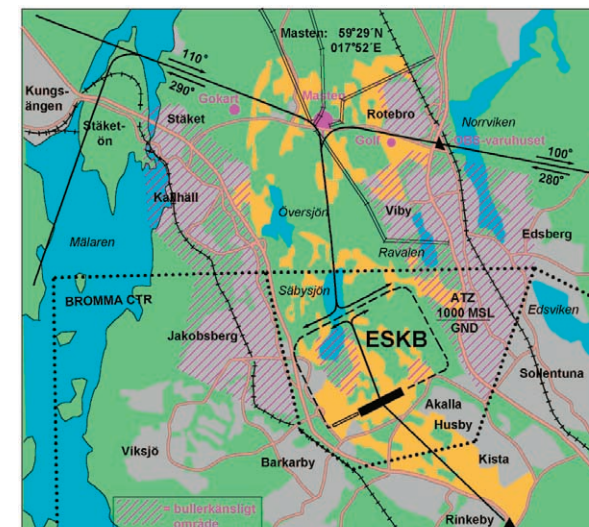 Masten: 59°29´N
017°52´E
110°
290°
Kungs-
ängen
Gokart
Masten
Rotebro
Norrviken
Stäket
Stäket-
ön
Golf
OBS-varuhuset
100°
280°
Kallhäll
Översjön
Viby
Edsberg
Mälaren
Ravalen
BROMMA CTR
Säbysjön
ATZ
1000 MSL
GND
Edsviken
Jakobsberg
ESKB
Sollentuna
Akalla
Husby
Viksjö
Barkarby
Kista
= bullerkänsligt
område
Rinkeby